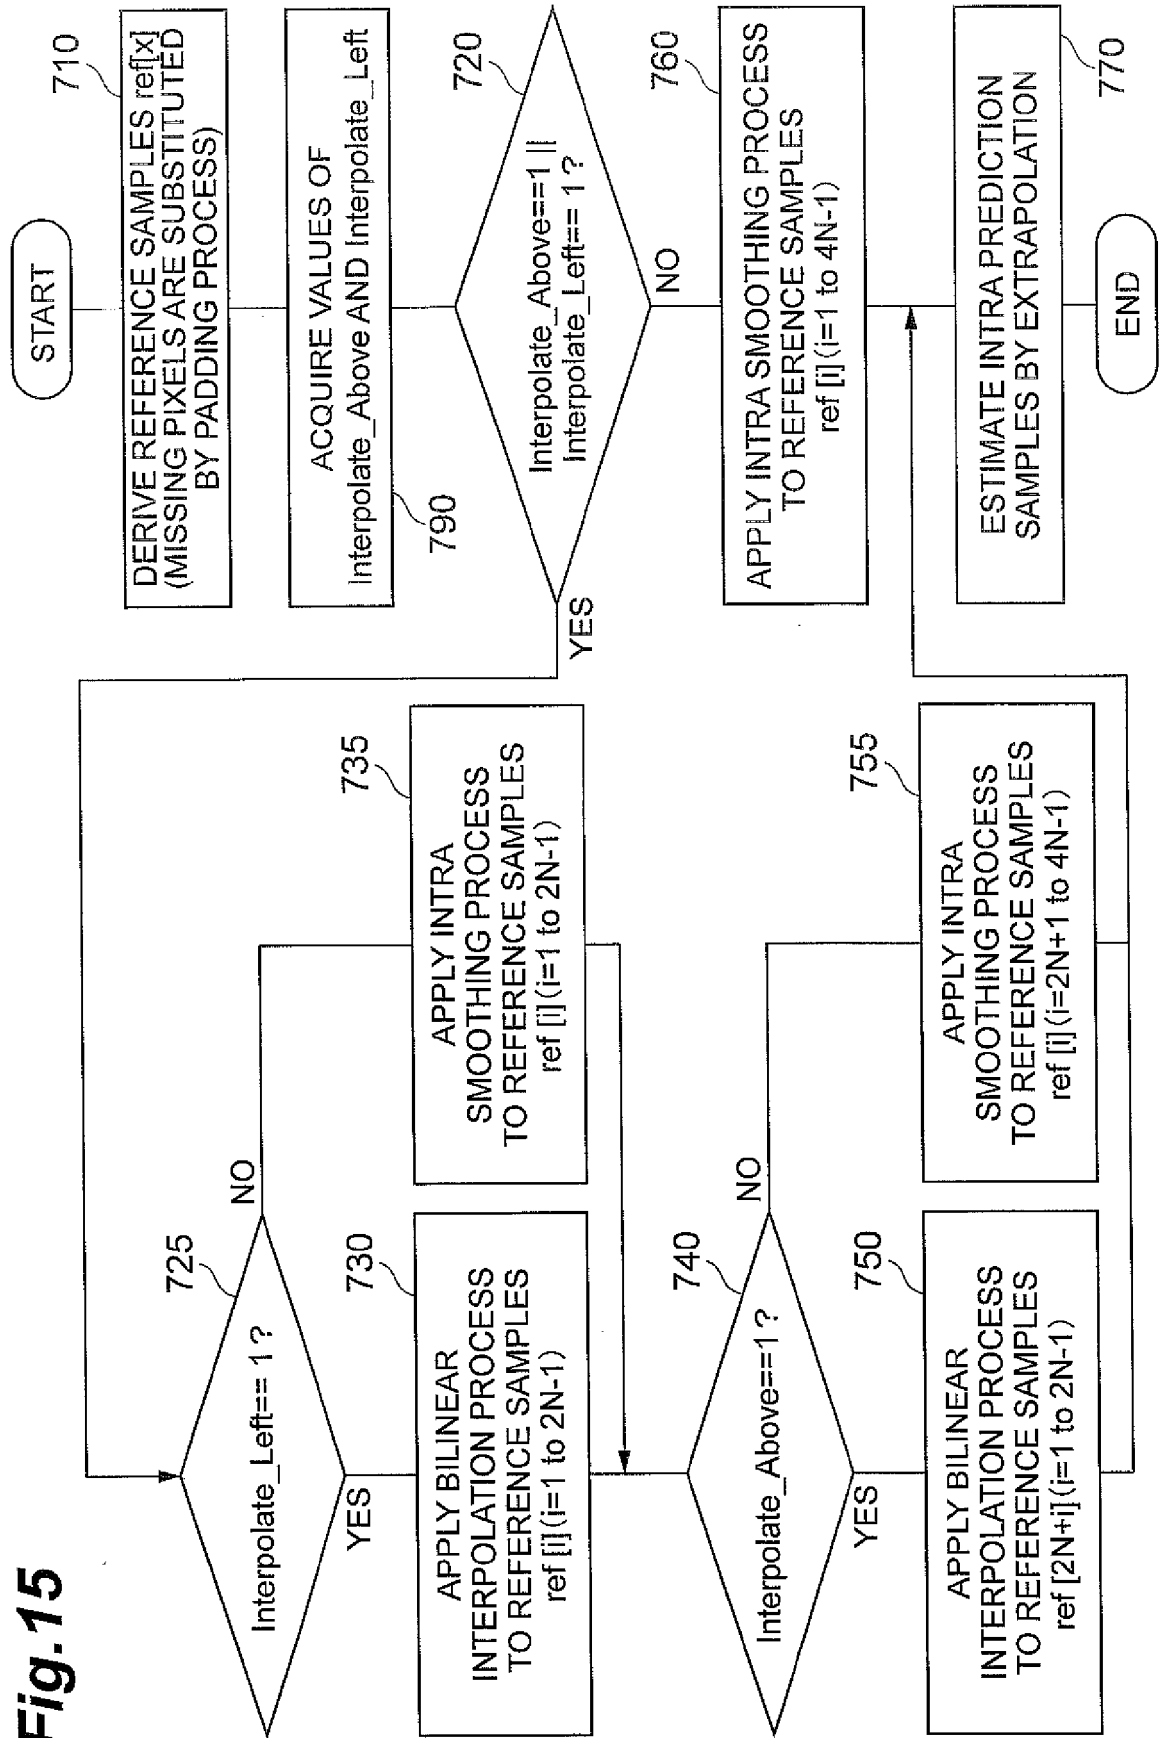 Fig.15
START
710
DERIVE REFERENCE SAMPLES ref[x]
(MISSING PIXELS ARE SUBSTITUTED
BY PADDING PROCESS)
ACQUIRE VALUES OF
Interpolate_Above AND Interpolate_Left
790
720
Interpolate_Above==1||
Interpolate_Left== 1 ?
YES
NO
760
APPLY INTRA SMOOTHING PROCESS
TO REFERENCE SAMPLES
ref [i] (i=1 to 4N-1)
770
ESTIMATE INTRA PREDICTION
SAMPLES BY EXTRAPOLATION
END
725
Interpolate_Left== 1 ?
NO
YES
735
APPLY INTRA
SMOOTHING PROCESS
TO REFERENCE SAMPLES
ref [i] (i=1 to 2N-1)
730
APPLY BILINEAR
INTERPOLATION PROCESS
TO REFERENCE SAMPLES
ref [i] (i=1 to 2N-1)
740
Interpolate_Above==1 ?
NO
YES
755
APPLY INTRA
SMOOTHING PROCESS
TO REFERENCE SAMPLES
ref [i] (i=2N+1 to 4N-1)
750
APPLY BILINEAR
INTERPOLATION PROCESS
TO REFERENCE SAMPLES
ref [2N+i] (i=1 to 2N-1)